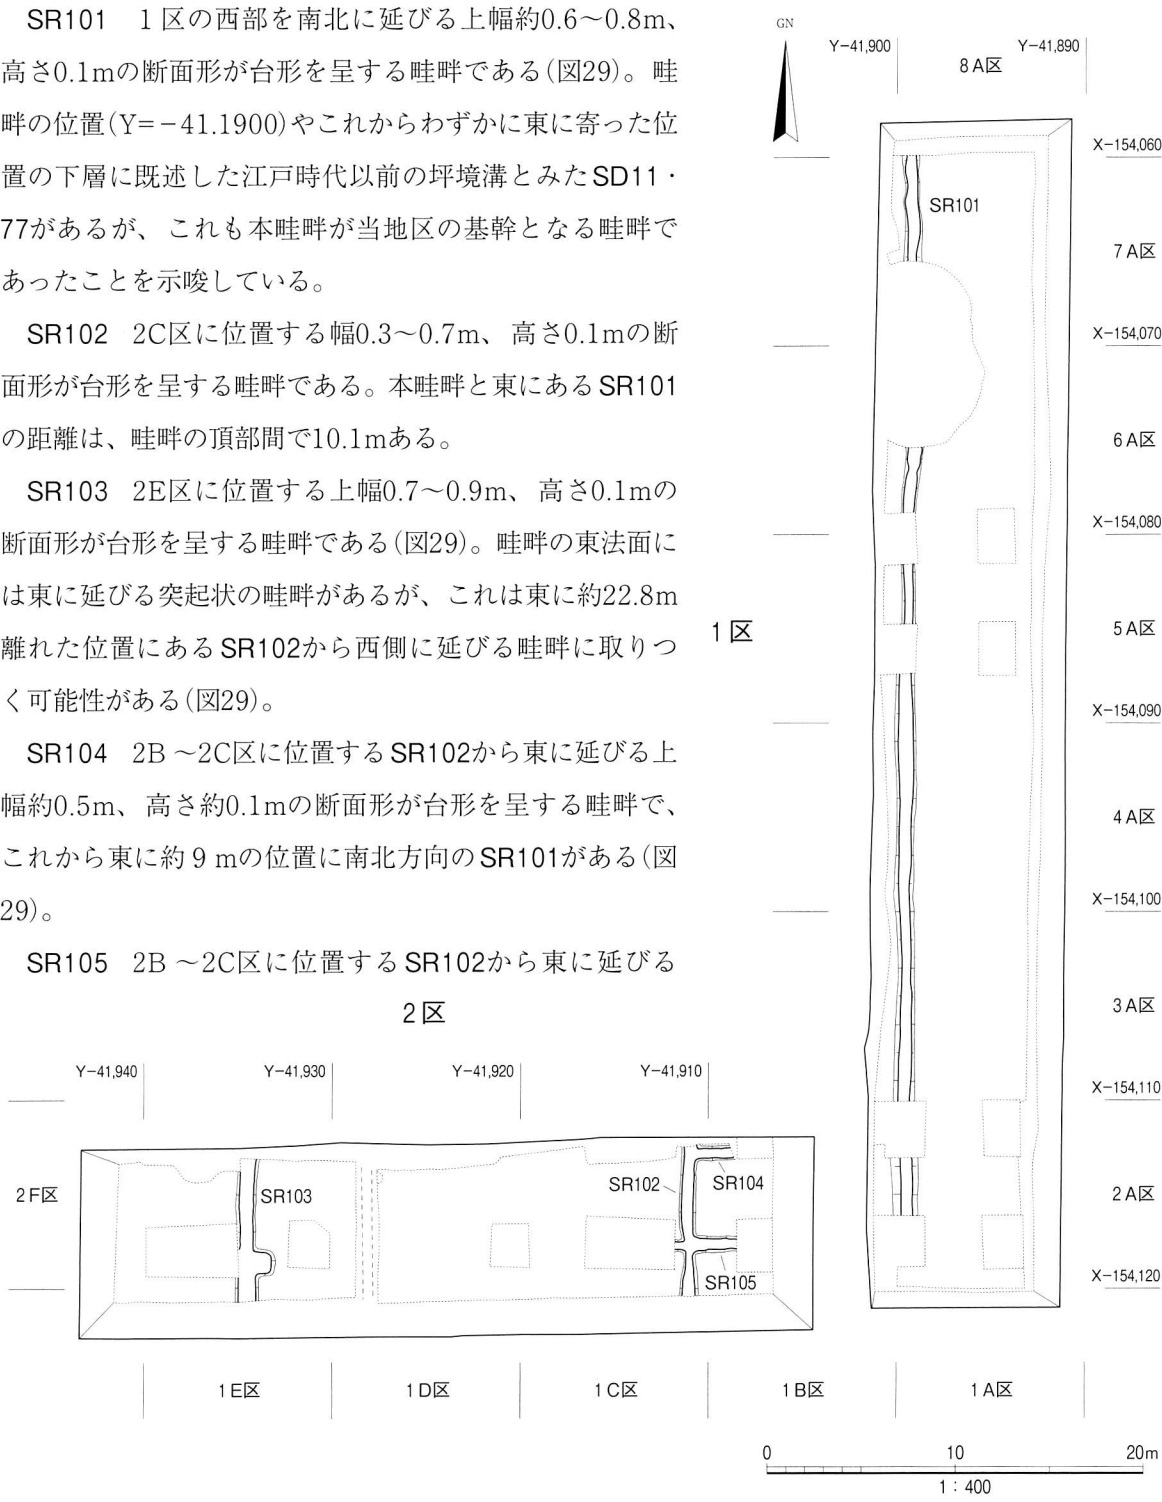 SR101　1区の西部を南北に延びる上幅約0.6～0.8m、
高さ0.1mの断面形が台形を呈する畦畔である(図29)。畦
畔の位置(Y=−41.1900)やこれからわずかに東に寄った位
置の下層に既述した江戸時代以前の坪境溝とみたSD11・
77があるが、これも本畦畔が当地区の基幹となる畦畔で
あったことを示唆している。
SR102　2C区に位置する幅0.3～0.7m、高さ0.1mの断
面形が台形を呈する畦畔である。本畦畔と東にあるSR101
の距離は、畦畔の頂部間で10.1mある。
SR103　2E区に位置する上幅0.7～0.9m、高さ0.1mの
断面形が台形を呈する畦畔である(図29)。畦畔の東法面に
は東に延びる突起状の畦畔があるが、これは東に約22.8m
離れた位置にあるSR102から西側に延びる畦畔に取りつ
く可能性がある(図29)。
SR104　2B～2C区に位置するSR102から東に延びる上
幅約0.5m、高さ約0.1mの断面形が台形を呈する畦畔で、
これから東に約9mの位置に南北方向のSR101がある(図
29)。
SR105　2B～2C区に位置するSR102から東に延びる
GN
Y−41,900
Y−41,890
8A区
X−154,060
SR101
7A区
X−154,070
6A区
X−154,080
1区
5A区
X−154,090
4A区
X−154,100
3A区
X−154,110
2A区
X−154,120
2区
Y−41,940
Y−41,930
Y−41,920
Y−41,910
2F区
SR103
SR102
SR104
SR105
1E区
1D区
1C区
1B区
1A区
0
10
20m
1：400